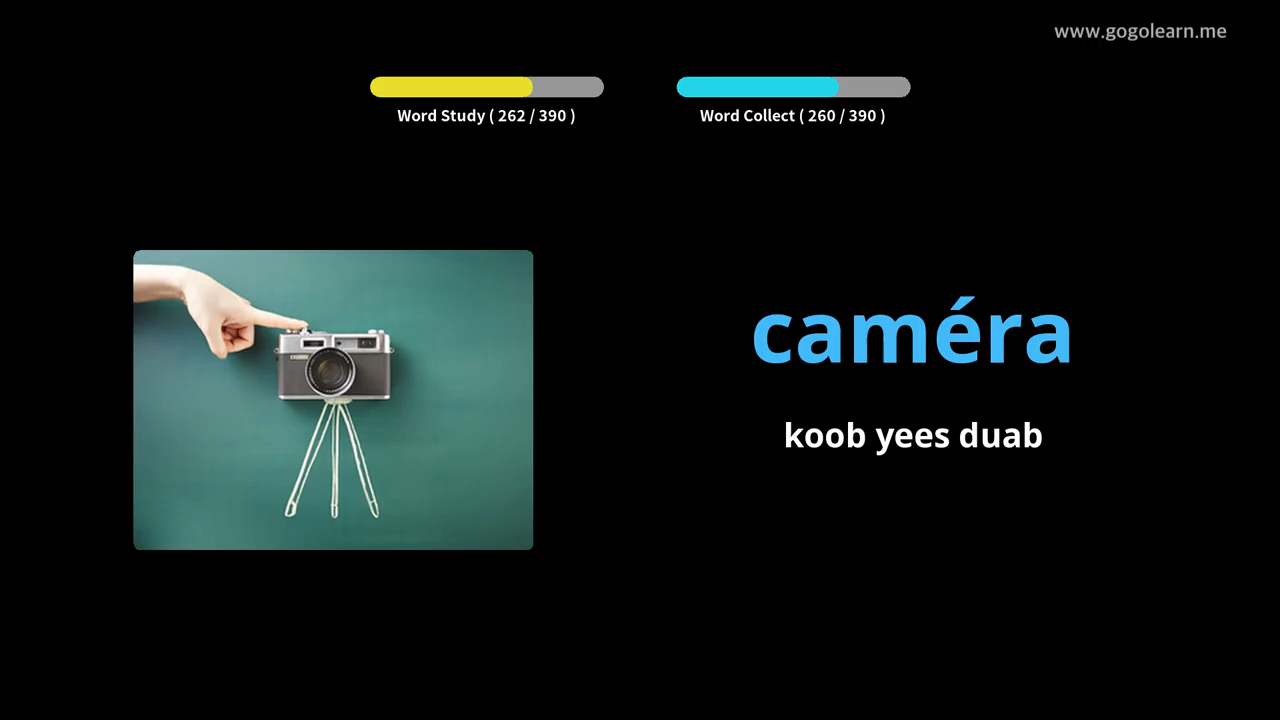 www.gogolearn.me
Word Study ( 262 / 390 )
Word Collect ( 260 / 390 )
caméra
koob yees duab